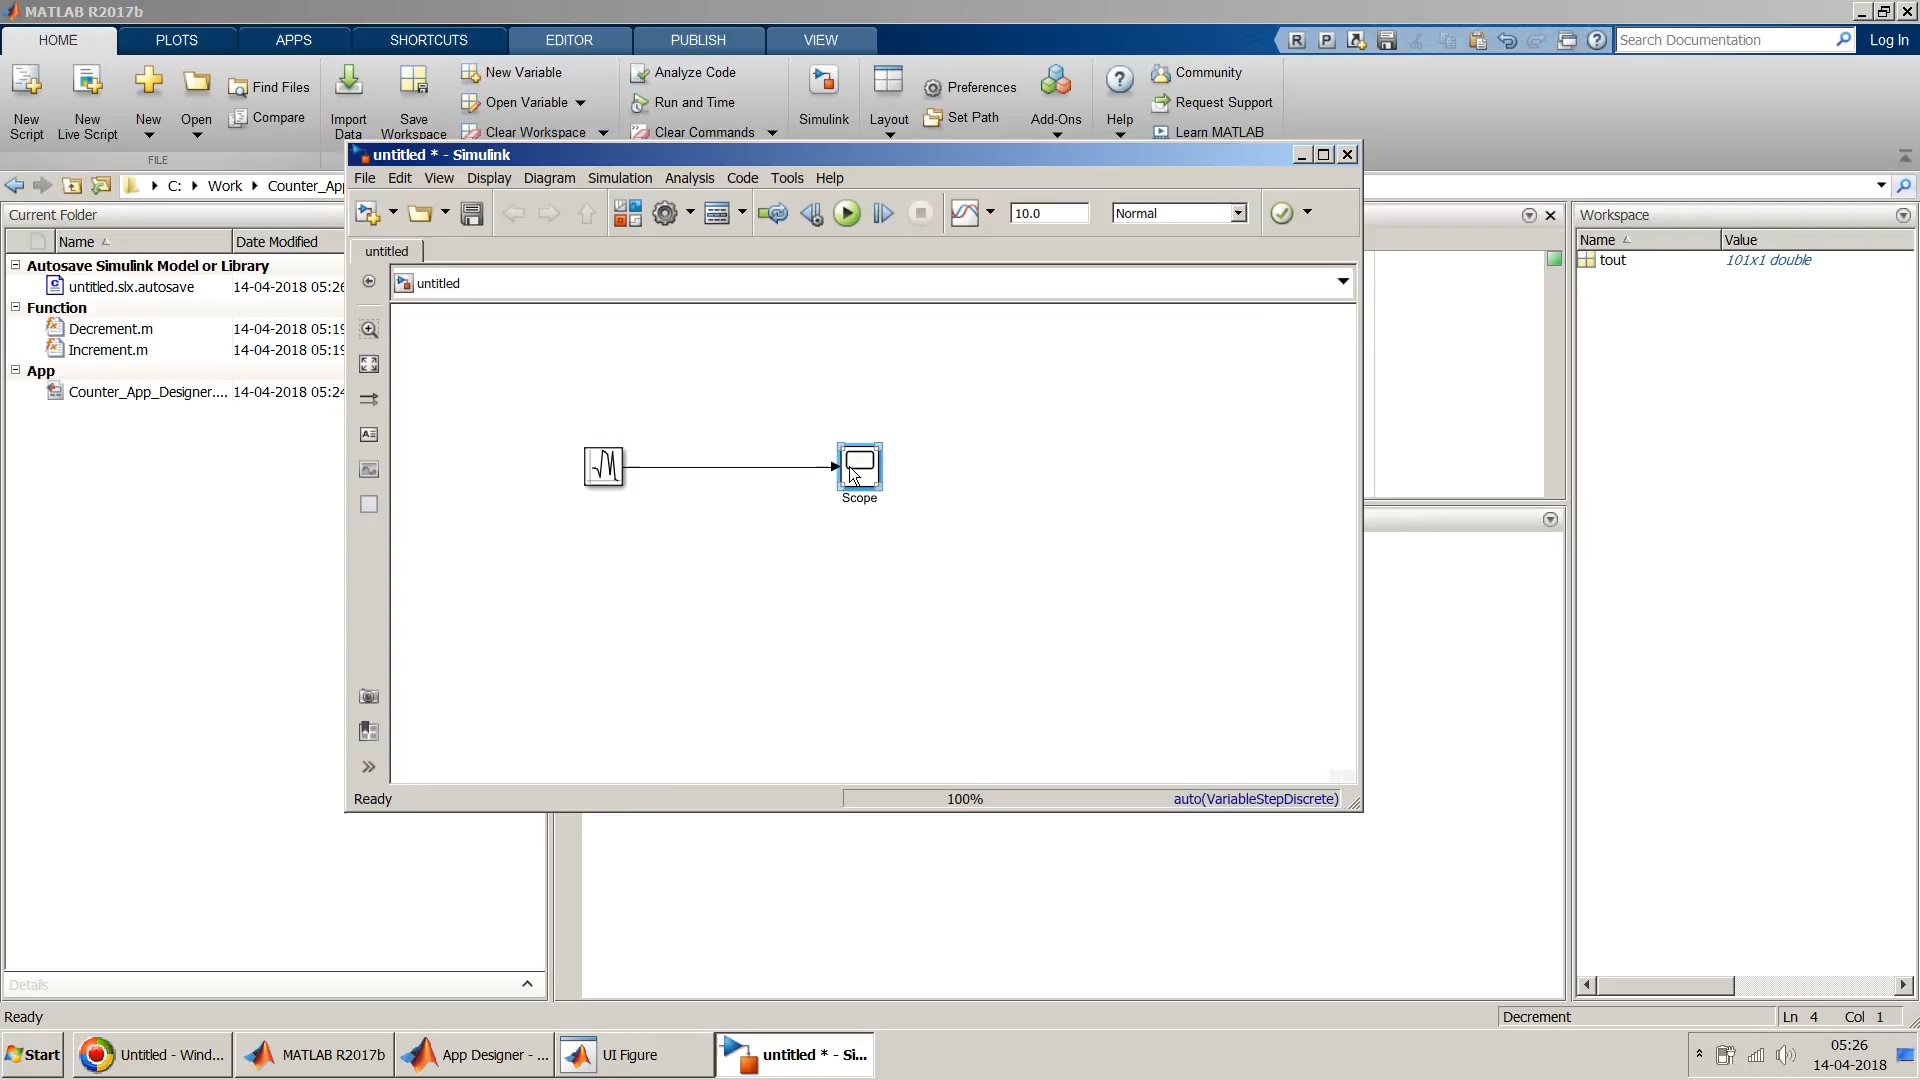 MATLAB R2017b
HOME PLOTS APPS SHORTCUTS EDITOR PUBLISH VIEW
Search Documentation
Log In
New Script
New Live Script
New
Open
Find Files
Compare
Import Data
Save Workspace
New Variable
Open Variable
Clear Workspace
Analyze Code
Run and Time
Clear Commands
Simulink
Layout
Preferences
Set Path
Add-Ons
Help
Community
Request Support
Learn MATLAB
FILE
C: Work Counter_Ap
Current Folder
Name Date Modified
Autosave Simulink Model or Library
untitled.slx.autosave 14-04-2018 05:26
Function
Decrement.m 14-04-2018 05:19
Increment.m 14-04-2018 05:19
App
Counter_App_Designer.... 14-04-2018 05:24
Details
untitled * - Simulink
File Edit View Display Diagram Simulation Analysis Code Tools Help
10.0
Normal
untitled
untitled
Scope
Ready
100%
auto(VariableStepDiscrete)
Workspace
Name Value
tout 101x1 double
Ready
Decrement
Ln 4 Col 1
Start
Untitled - Wind...
MATLAB R2017b
App Designer - ...
UI Figure
untitled * - Si...
05:26
14-04-2018